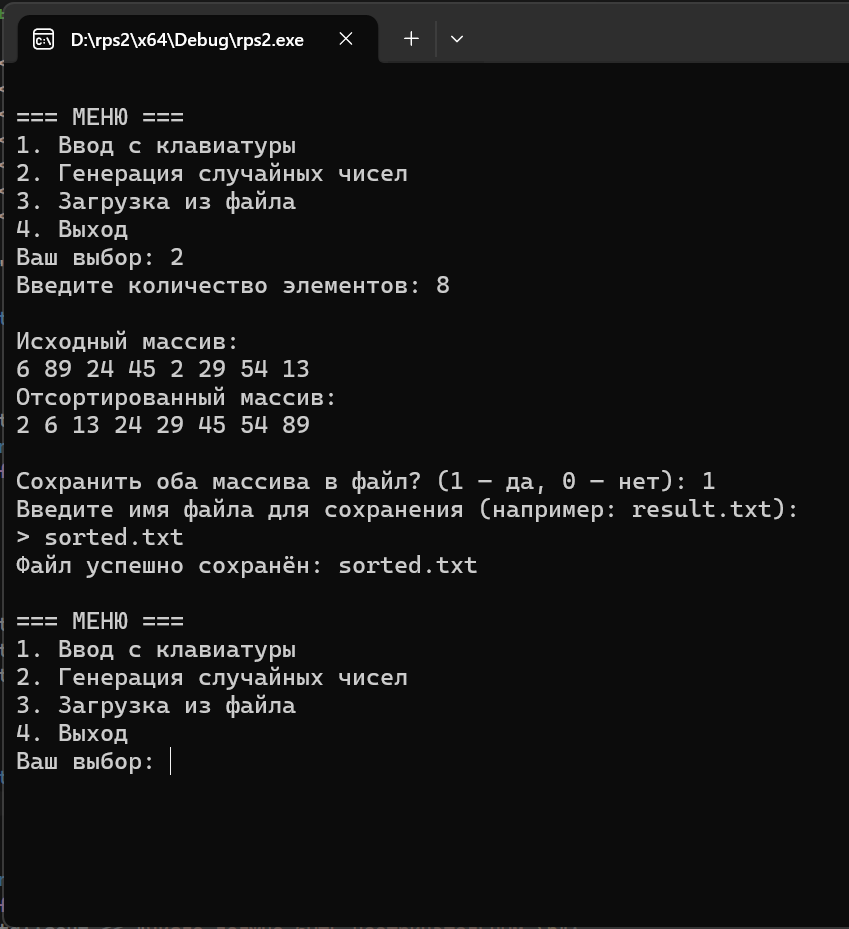 D:\rps2\x64\Debug\rps2.exe
=== МЕНЮ ===
1. Ввод с клавиатуры
2. Генерация случайных чисел
3. Загрузка из файла
4. Выход
Ваш выбор: 2
Введите количество элементов: 8
Исходный массив:
6 89 24 45 2 29 54 13
Отсортированный массив:
2 6 13 24 29 45 54 89
Сохранить оба массива в файл? (1 — да, 0 — нет): 1
Введите имя файла для сохранения (например: result.txt):
> sorted.txt
Файл успешно сохранён: sorted.txt
=== МЕНЮ ===
1. Ввод с клавиатуры
2. Генерация случайных чисел
3. Загрузка из файла
4. Выход
Ваш выбор: